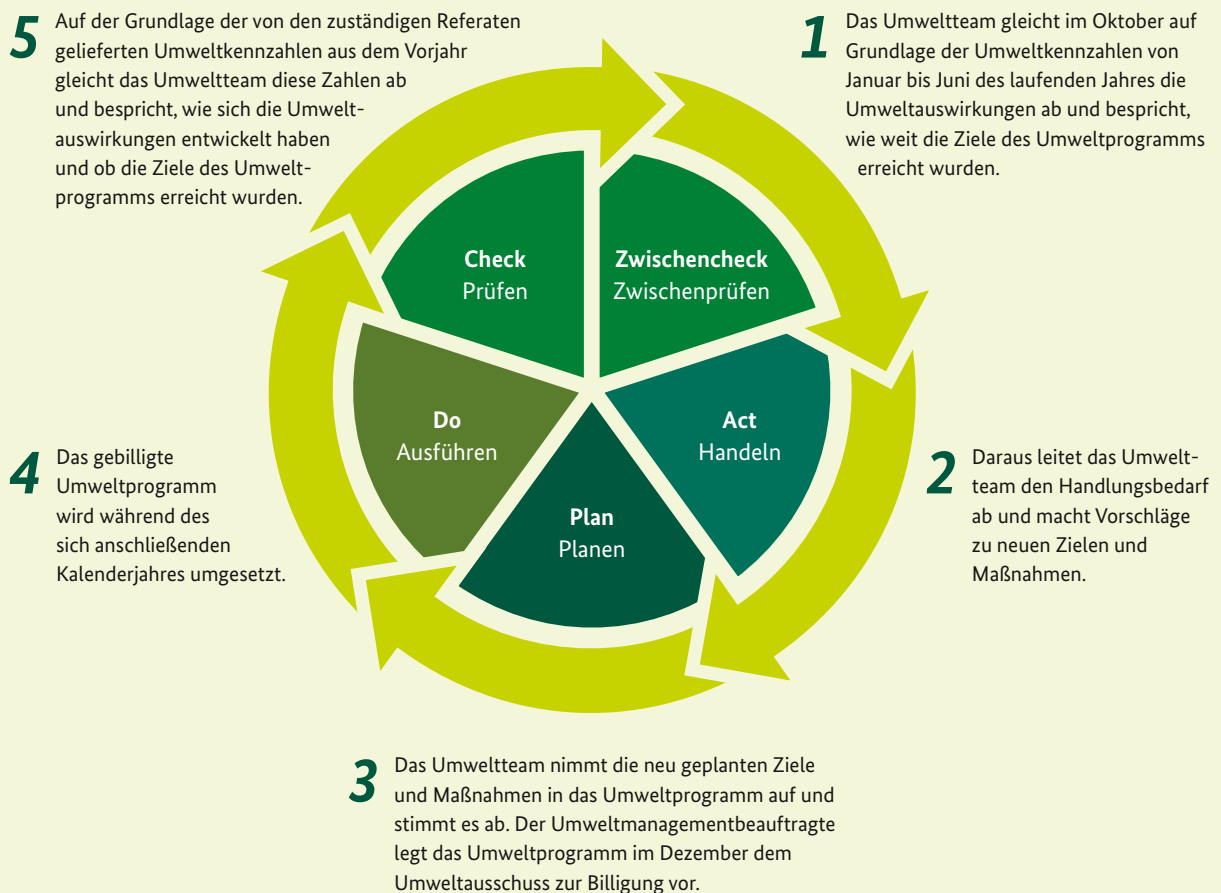 5
Auf der Grundlage der von den zuständigen Referaten
gelieferten Umweltkennzahlen aus dem Vorjahr
gleicht das Umweltteam diese Zahlen ab
und bespricht, wie sich die Umwelt-
auswirkungen entwickelt haben
und ob die Ziele des Umwelt-
programms erreicht wurden.
1
Das Umweltteam gleicht im Oktober auf
Grundlage der Umweltkennzahlen von
Januar bis Juni des laufenden Jahres die
Umweltauswirkungen ab und bespricht,
wie weit die Ziele des Umweltprogramms
erreicht wurden.
Check
Prüfen
Zwischencheck
Zwischenprüfen
Do
Ausführen
Act
Handeln
Plan
Planen
4
Das gebilligte
Umweltprogramm
wird während des
sich anschließenden
Kalenderjahres umgesetzt.
2
Daraus leitet das Umwelt-
team den Handlungsbedarf
ab und macht Vorschläge
zu neuen Zielen und
Maßnahmen.
3
Das Umweltteam nimmt die neu geplanten Ziele
und Maßnahmen in das Umweltprogramm auf und
stimmt es ab. Der Umweltmanagementbeauftragte
legt das Umweltprogramm im Dezember dem
Umweltausschuss zur Billigung vor.